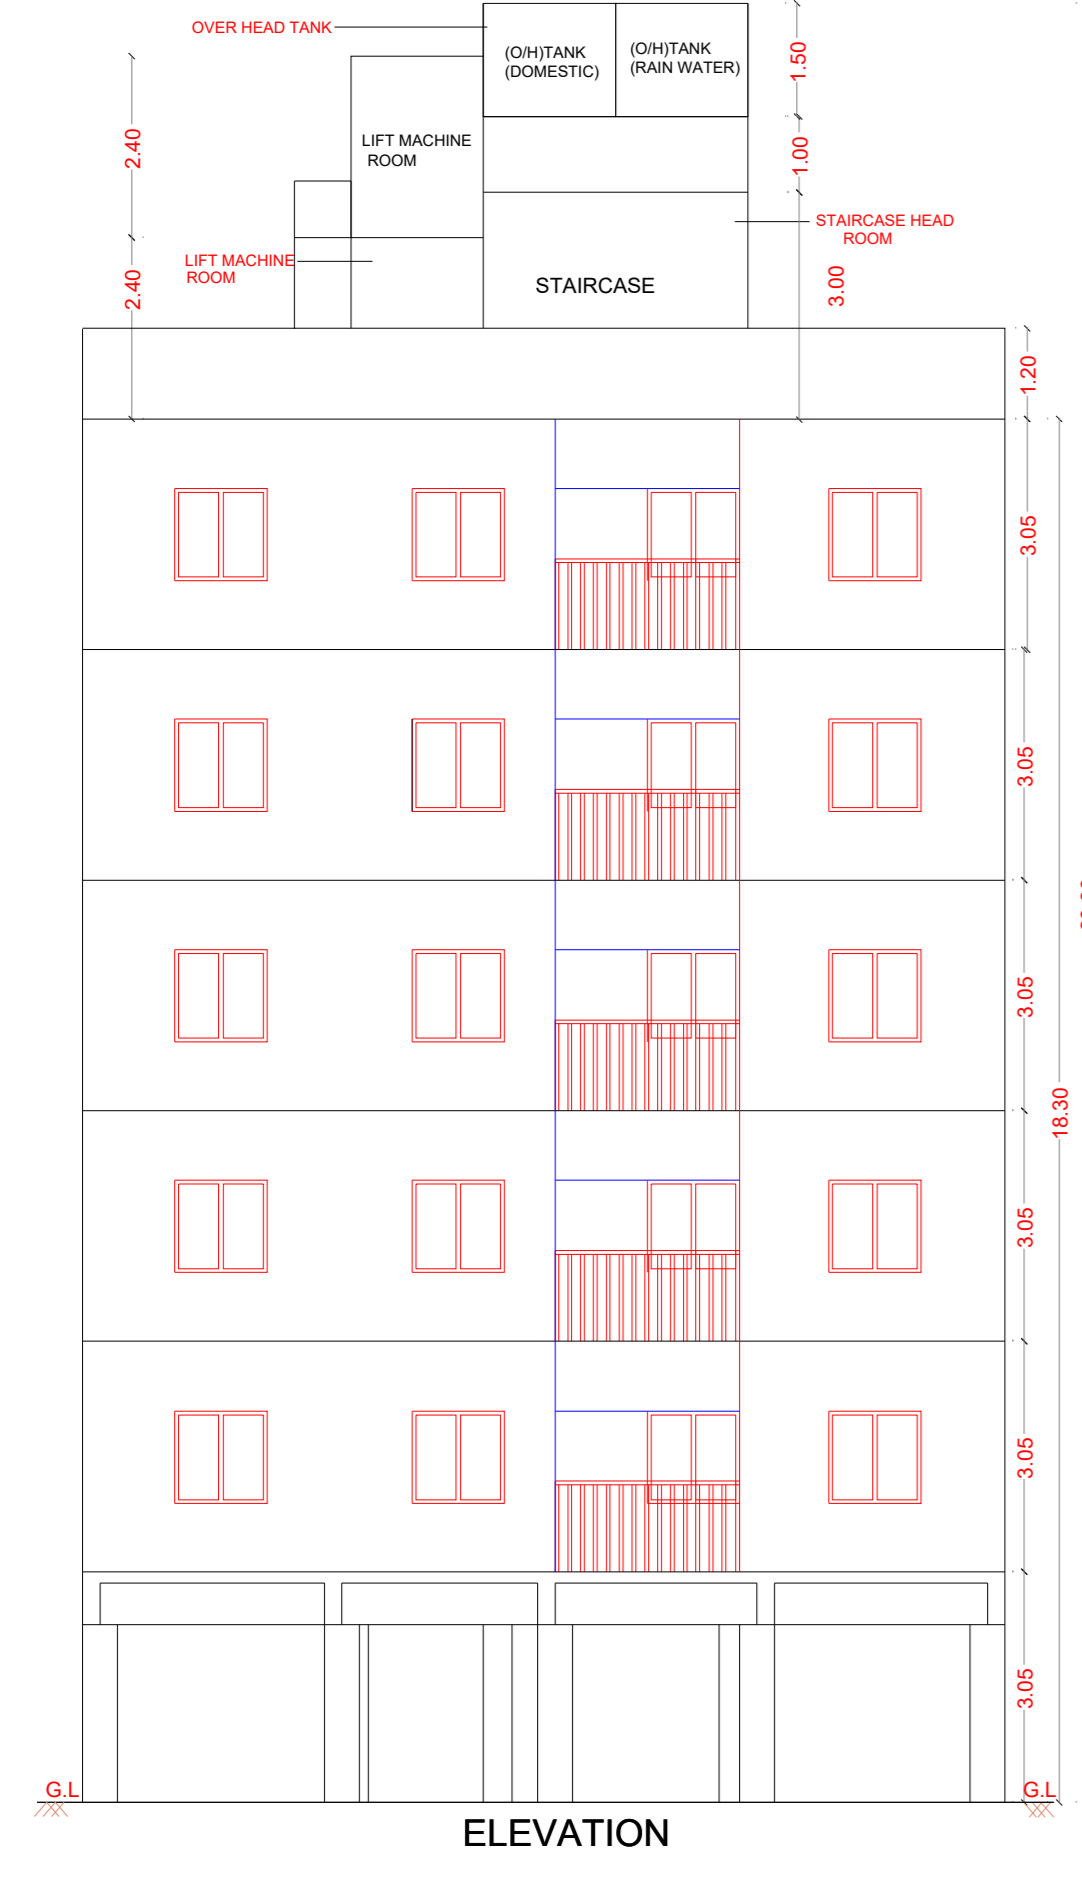 OVER HEAD TANK
(O/H)TANK
(DOMESTIC)
(O/H)TANK
(RAIN WATER)
1.50
2.40
LIFT MACHINE
ROOM
1.00
STAIRCASE HEAD
ROOM
LIFT MACHINE
ROOM
2.40
STAIRCASE
3.00
1.20
3.05
3.05
3.05
18.30
3.05
3.05
3.05
G.L
G.L
ELEVATION